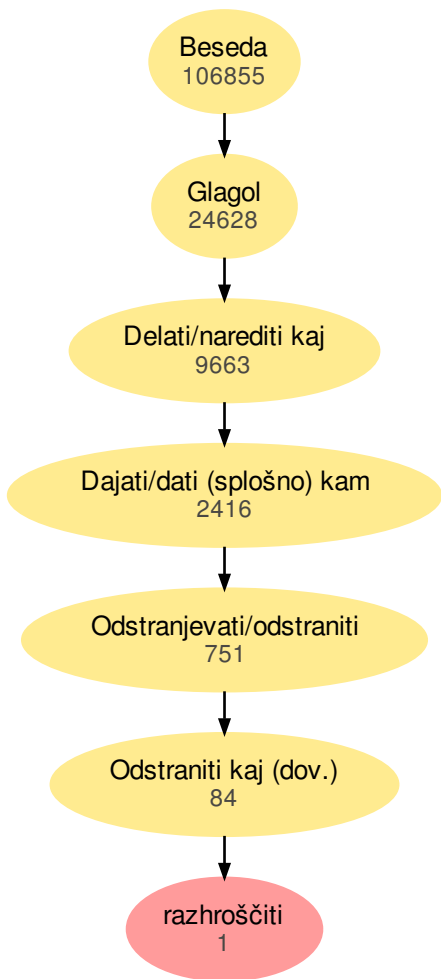 Beseda
106855
Glagol
24628
Delati/narediti kaj
9663
Dajati/dati (splošno) kam
2416
Odstranjevati/odstraniti
751
Odstraniti kaj (dov.)
84
razhroščiti
1